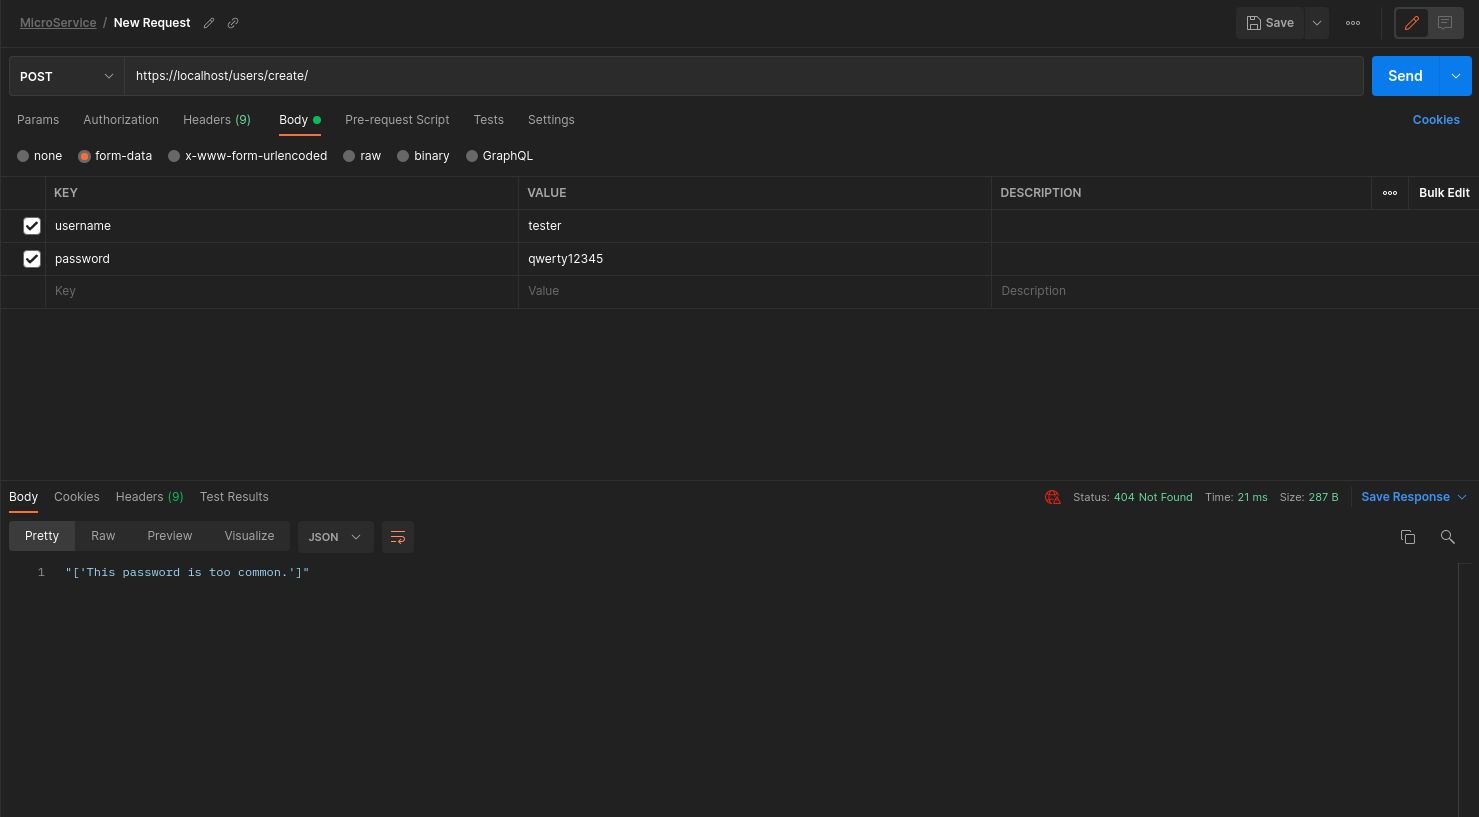 MicroService / New Request
Save
POST
https://localhost/users/create/
Send
Params Authorization Headers (9) Body Pre-request Script Tests Settings Cookies
none form-data x-www-form-urlencoded raw binary GraphQL
KEY VALUE DESCRIPTION Bulk Edit
username tester
password qwerty12345
Key Value Description
Body Cookies Headers (9) Test Results Status: 404 Not Found Time: 21 ms Size: 287 B Save Response
Pretty Raw Preview Visualize JSON
1 "['This password is too common.']"